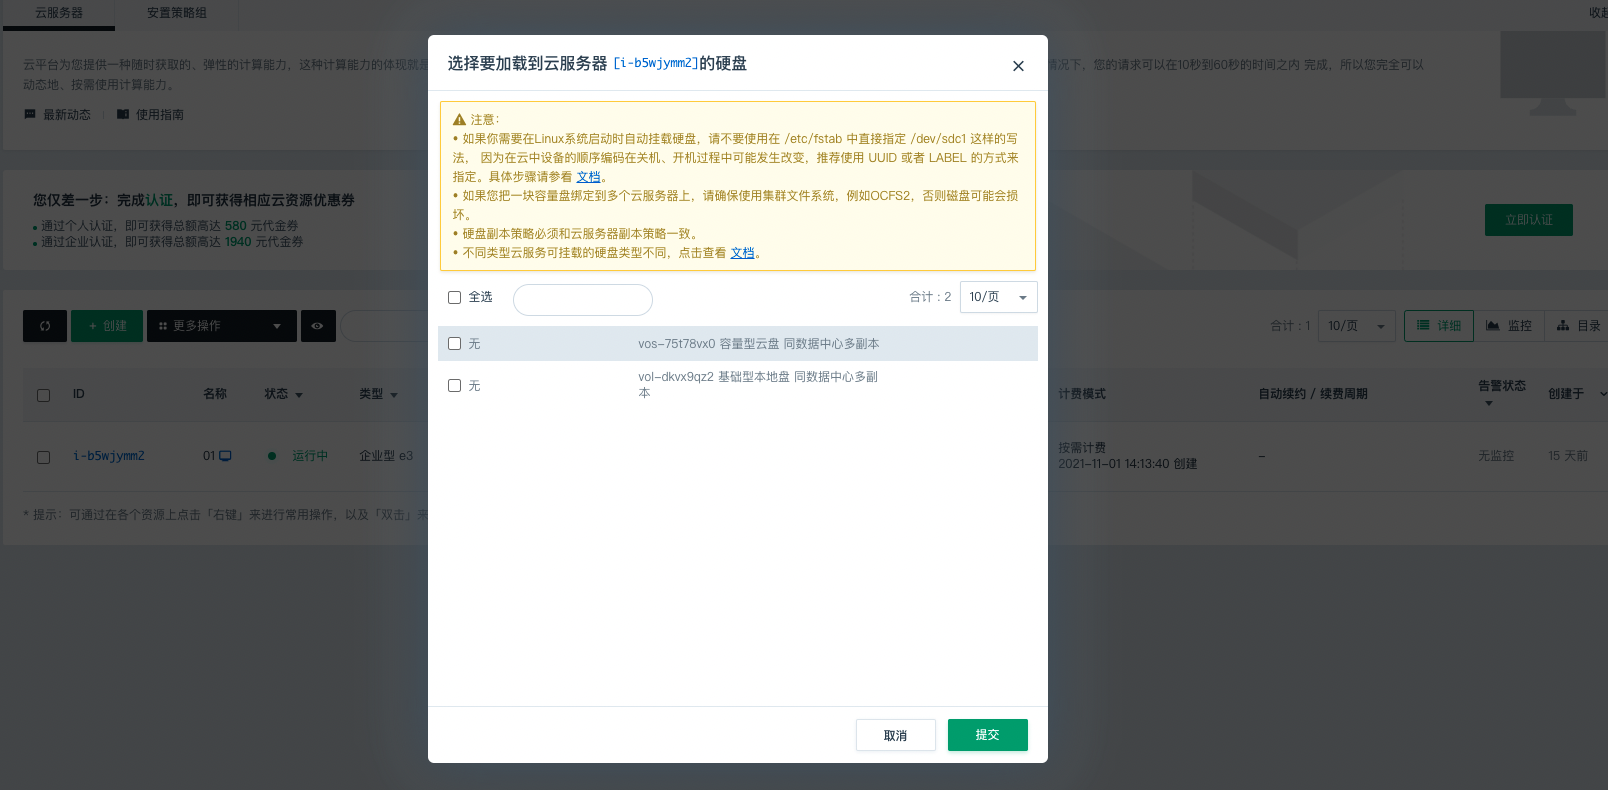 云服务器
安置策略组
收起
云平台为您提供一种随时获取的、弹性的计算能力，这种计算能力的体现就是
情况下，您的请求可以在10秒到60秒的时间之内 完成，所以您完全可以
动态地、按需使用计算能力。
最新动态
使用指南
您仅差一步：完成认证，即可获得相应云资源优惠券
• 通过个人认证，即可获得总额高达 580 元代金券
• 通过企业认证，即可获得总额高达 1940 元代金券
立即认证
+ 创建
更多操作
合计 : 1
10/页
详细
监控
目录
ID
名称
状态
类型
计费模式
自动续约 / 续费周期
告警状态
创建于
i-b5wjymm2
01
运行中
企业型 e3
按需计费
2021-11-01 14:13:40 创建
–
无监控
15 天前
* 提示：可通过在各个资源上点击「右键」来进行常用操作，以及「双击」来
选择要加载到云服务器 [i-b5wjymm2]的硬盘
注意：
• 如果你需要在Linux系统启动时自动挂载硬盘，请不要使用在 /etc/fstab 中直接指定 /dev/sdc1 这样的写
法， 因为在云中设备的顺序编码在关机、开机过程中可能发生改变，推荐使用 UUID 或者 LABEL 的方式来
指定。具体步骤请参看 文档。
• 如果您把一块容量盘绑定到多个云服务器上，请确保使用集群文件系统，例如OCFS2，否则磁盘可能会损
坏。
• 硬盘副本策略必须和云服务器副本策略一致。
• 不同类型云服务可挂载的硬盘类型不同，点击查看 文档。
全选
合计 : 2
10/页
无
vos-75t78vx0 容量型云盘 同数据中心多副本
无
vol-dkvx9qz2 基础型本地盘 同数据中心多副
本
取消
提交